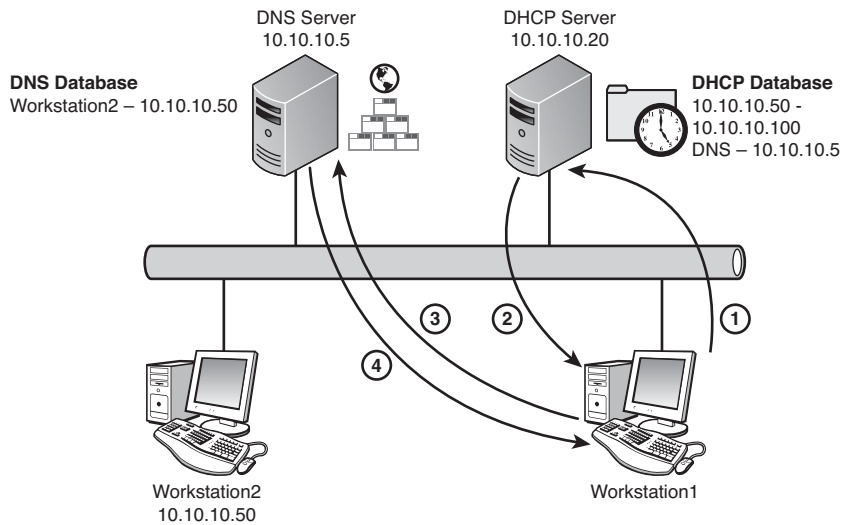 DNS Server
10.10.10.5
DHCP Server
10.10.10.20
DNS Database
Workstation2 – 10.10.10.50
DHCP Database
10.10.10.50 -
10.10.10.100
DNS – 10.10.10.5
3
2
1
4
Workstation2
10.10.10.50
Workstation1